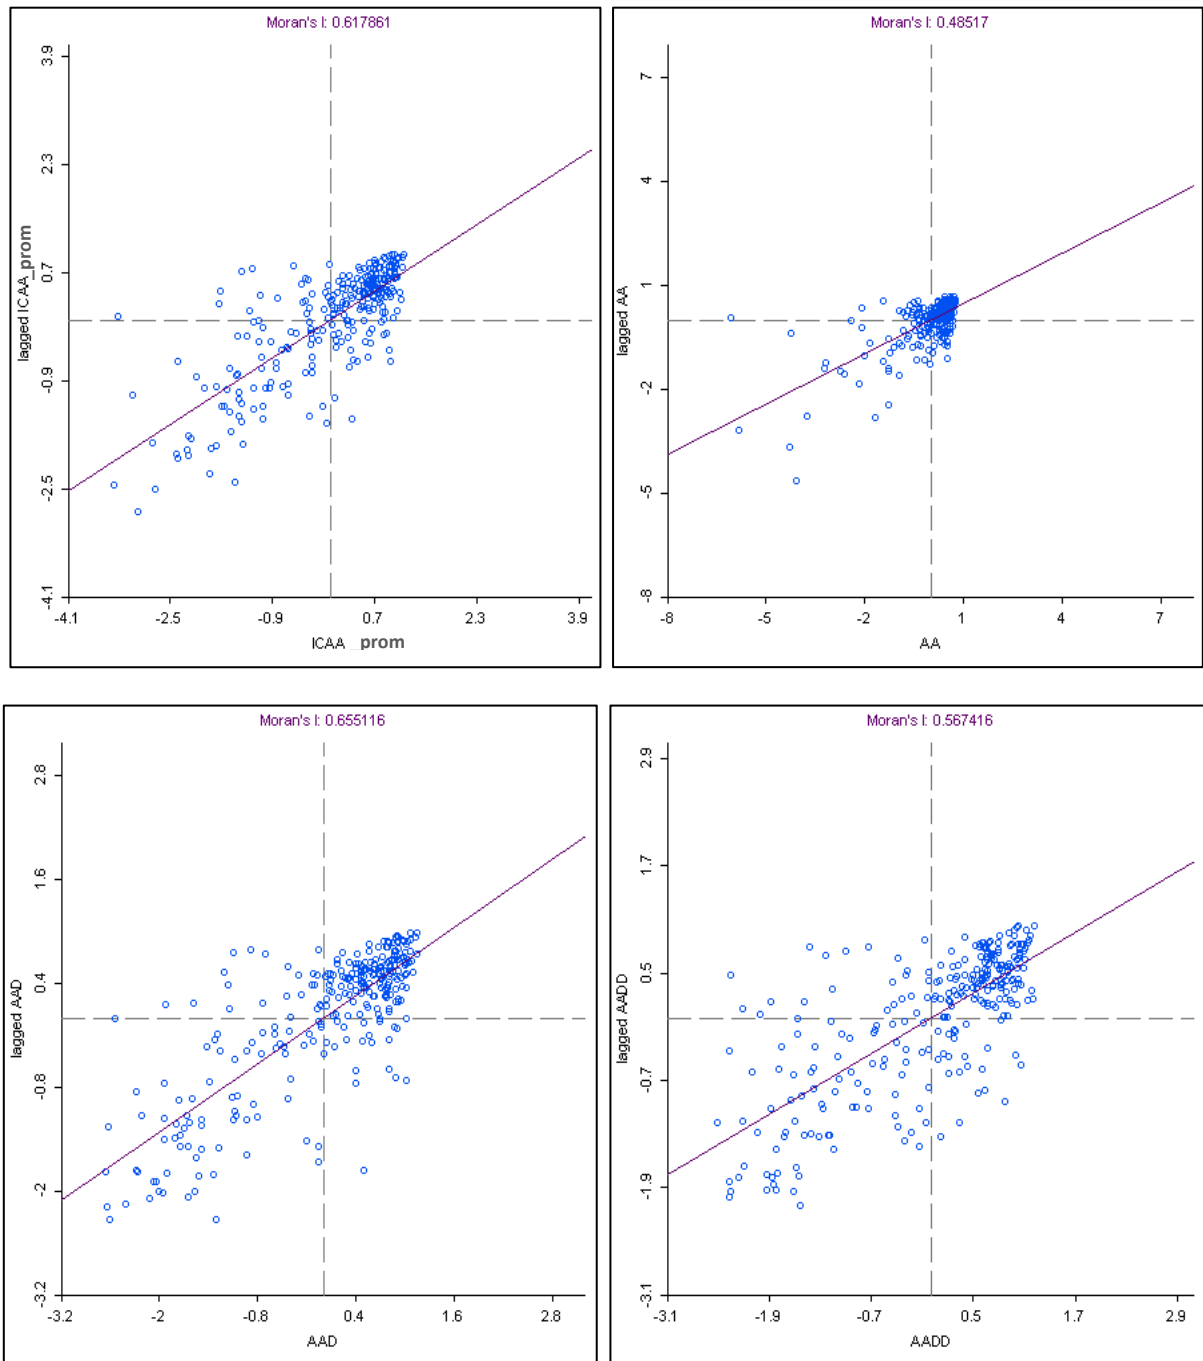 Moran's I: 0.617861
lagged ICAA_prom
3.9
2.3
0.7
-0.9
-2.5
-4.1
-4.1 -2.5 -0.9 0.7 2.3 3.9
ICAA _prom
Moran's I: 0.48517
lagged AA
7
4
1
-2
-5
-8
-8 -5 -2 1 4 7
AA
Moran's I: 0.655116
lagged AAD
2.8
1.6
0.4
-0.8
-2
-3.2
-3.2 -2 -0.8 0.4 1.6 2.8
AAD
Moran's I: 0.567416
lagged AADD
2.9
1.7
0.5
-0.7
-1.9
-3.1
-3.1 -1.9 -0.7 0.5 1.7 2.9
AADD